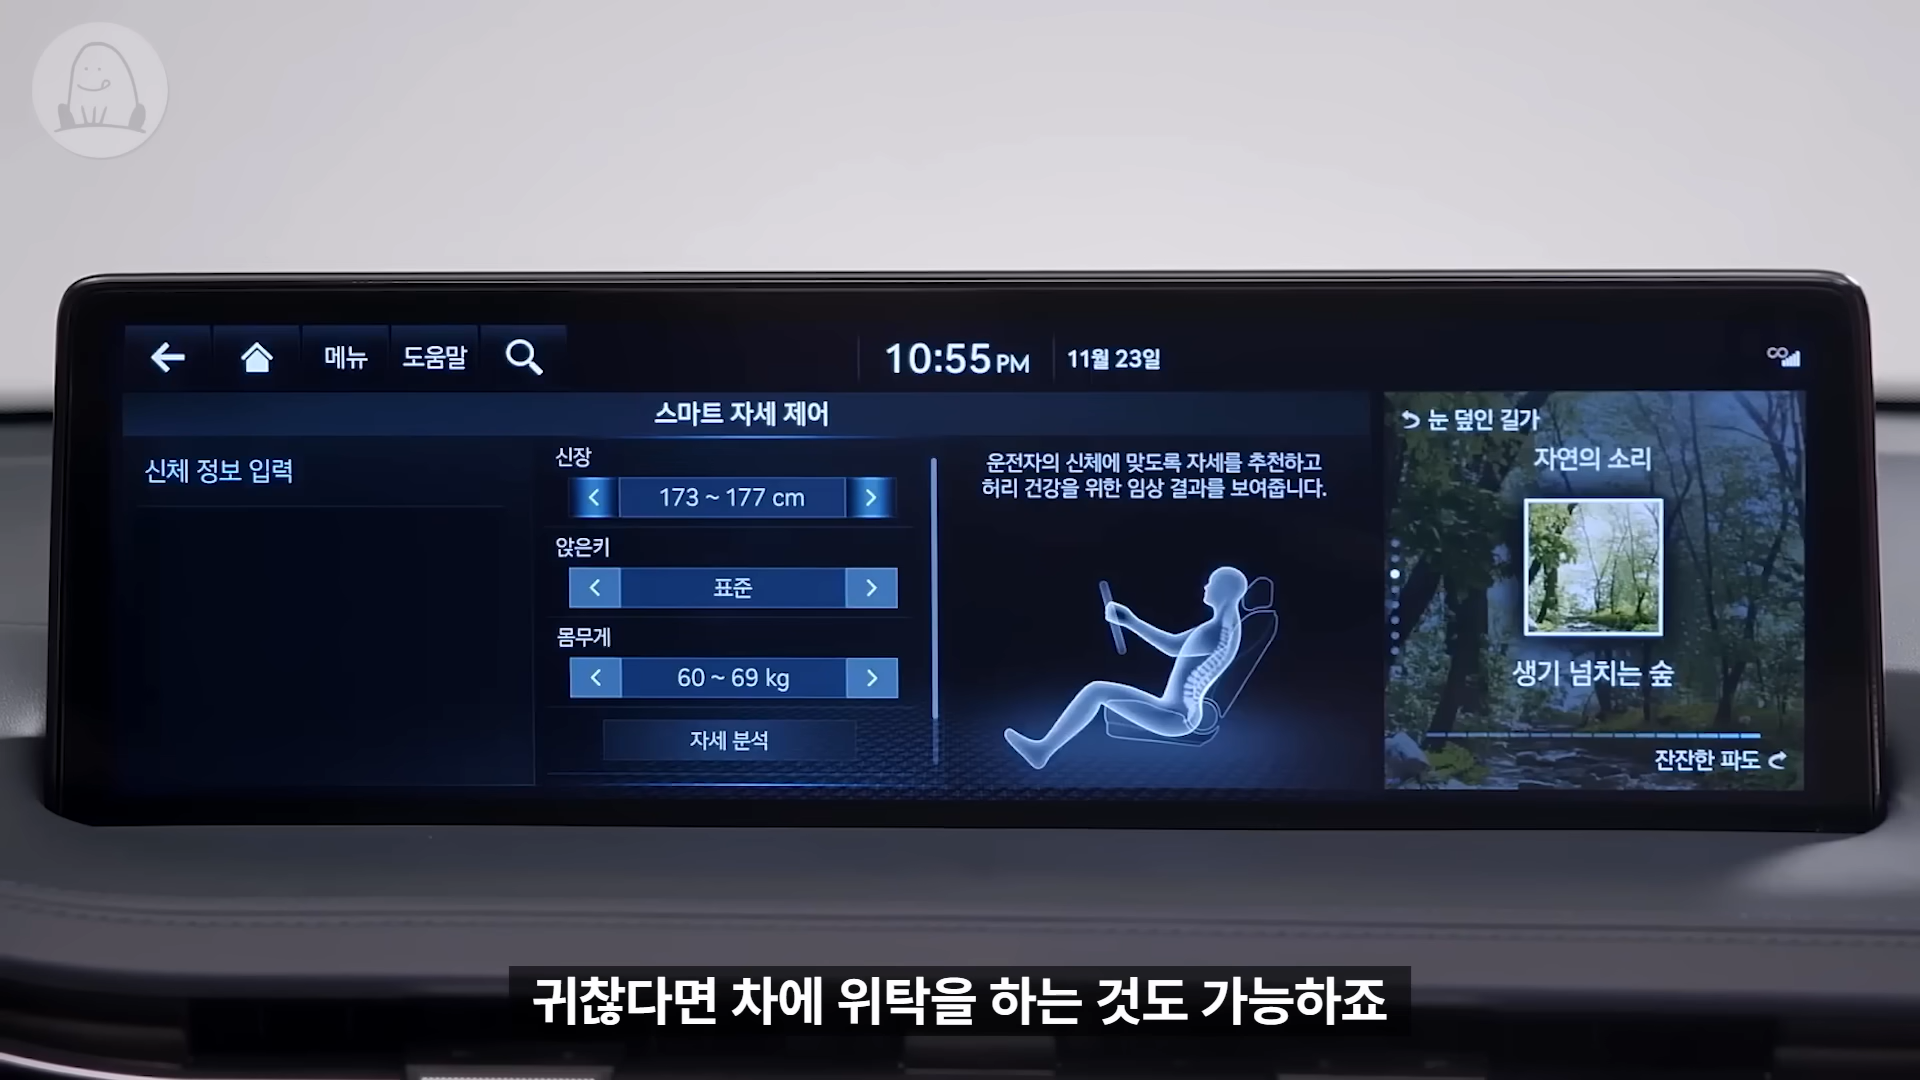 메뉴
도움말
10:55 PM
11월 23일
스마트 자세 제어
신체 정보 입력
신장
173 ~ 177 cm
앉은키
표준
몸무게
60 ~ 69 kg
자세 분석
운전자의 신체에 맞도록 자세를 추천하고
허리 건강을 위한 임상 결과를 보여줍니다.
눈 덮인 길가
자연의 소리
생기 넘치는 숲
잔잔한 파도
귀찮다면 차에 위탁을 하는 것도 가능하죠